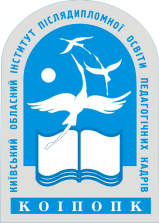 КИЇВСЬКИЙ ОБЛАСНИЙ ІНСТИТУТ ПІСЛЯДИПЛОМНОЇ ОСВІТИ ПЕДАГОГІЧНИХ КАДРІВ
КОІПОПК